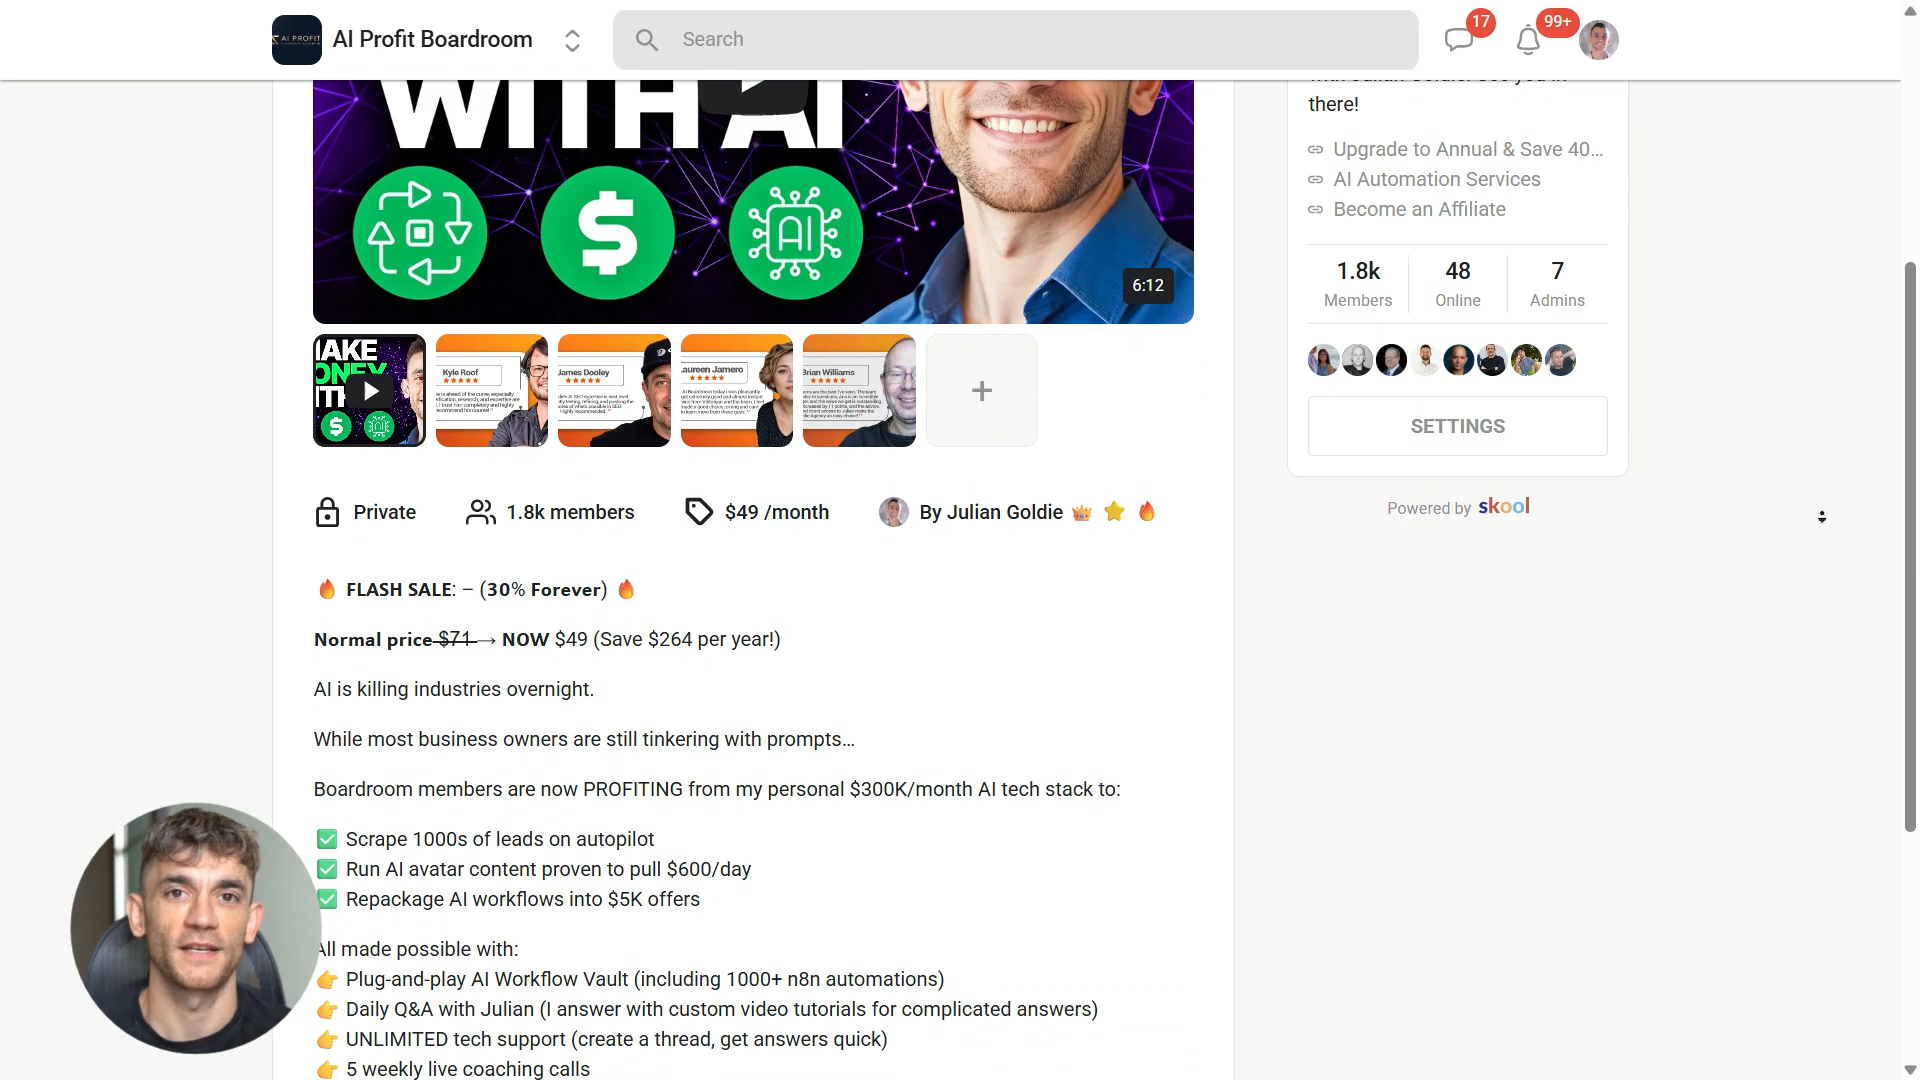 AI PROFIT
AI Profit Boardroom
Search
17
99+
WITH AI
AI
6:12
there!
Upgrade to Annual & Save 40...
AI Automation Services
Become an Affiliate
1.8k
Members
48
Online
7
Admins
SETTINGS
Powered by skool
Kyle Roof
James Dooley
Laureen Jamero
Brian Williams
+
Private
1.8k members
$49 /month
By Julian Goldie 👑 ⭐ 🔥
🔥 FLASH SALE: – (30% Forever) 🔥
Normal price $71 → NOW $49 (Save $264 per year!)
AI is killing industries overnight.
While most business owners are still tinkering with prompts…
Boardroom members are now PROFITING from my personal $300K/month AI tech stack to:
✅ Scrape 1000s of leads on autopilot
✅ Run AI avatar content proven to pull $600/day
✅ Repackage AI workflows into $5K offers
All made possible with:
👉 Plug-and-play AI Workflow Vault (including 1000+ n8n automations)
👉 Daily Q&A with Julian (I answer with custom video tutorials for complicated answers)
👉 UNLIMITED tech support (create a thread, get answers quick)
👉 5 weekly live coaching calls